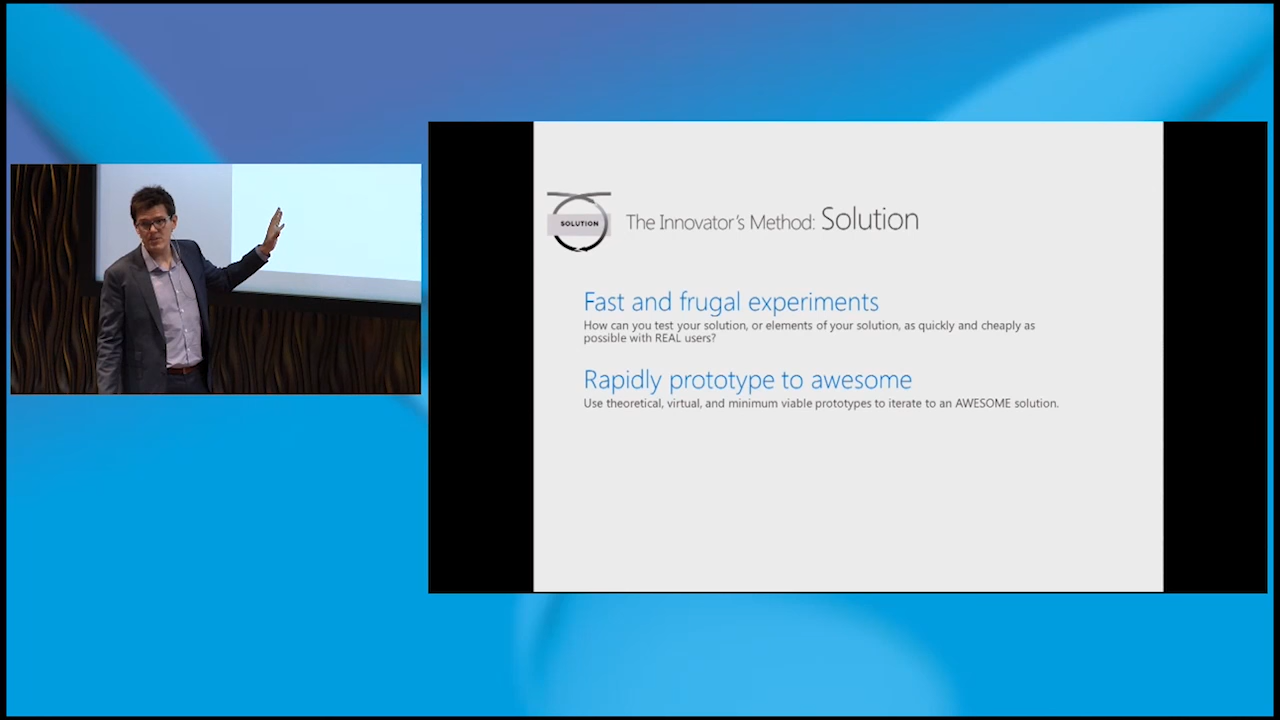 SOLUTION
The Innovator's Method: Solution
Fast and frugal experiments
How can you test your solution, or elements of your solution, as quickly and cheaply as
possible with REAL users?
Rapidly prototype to awesome
Use theoretical, virtual, and minimum viable prototypes to iterate to an AWESOME solution.